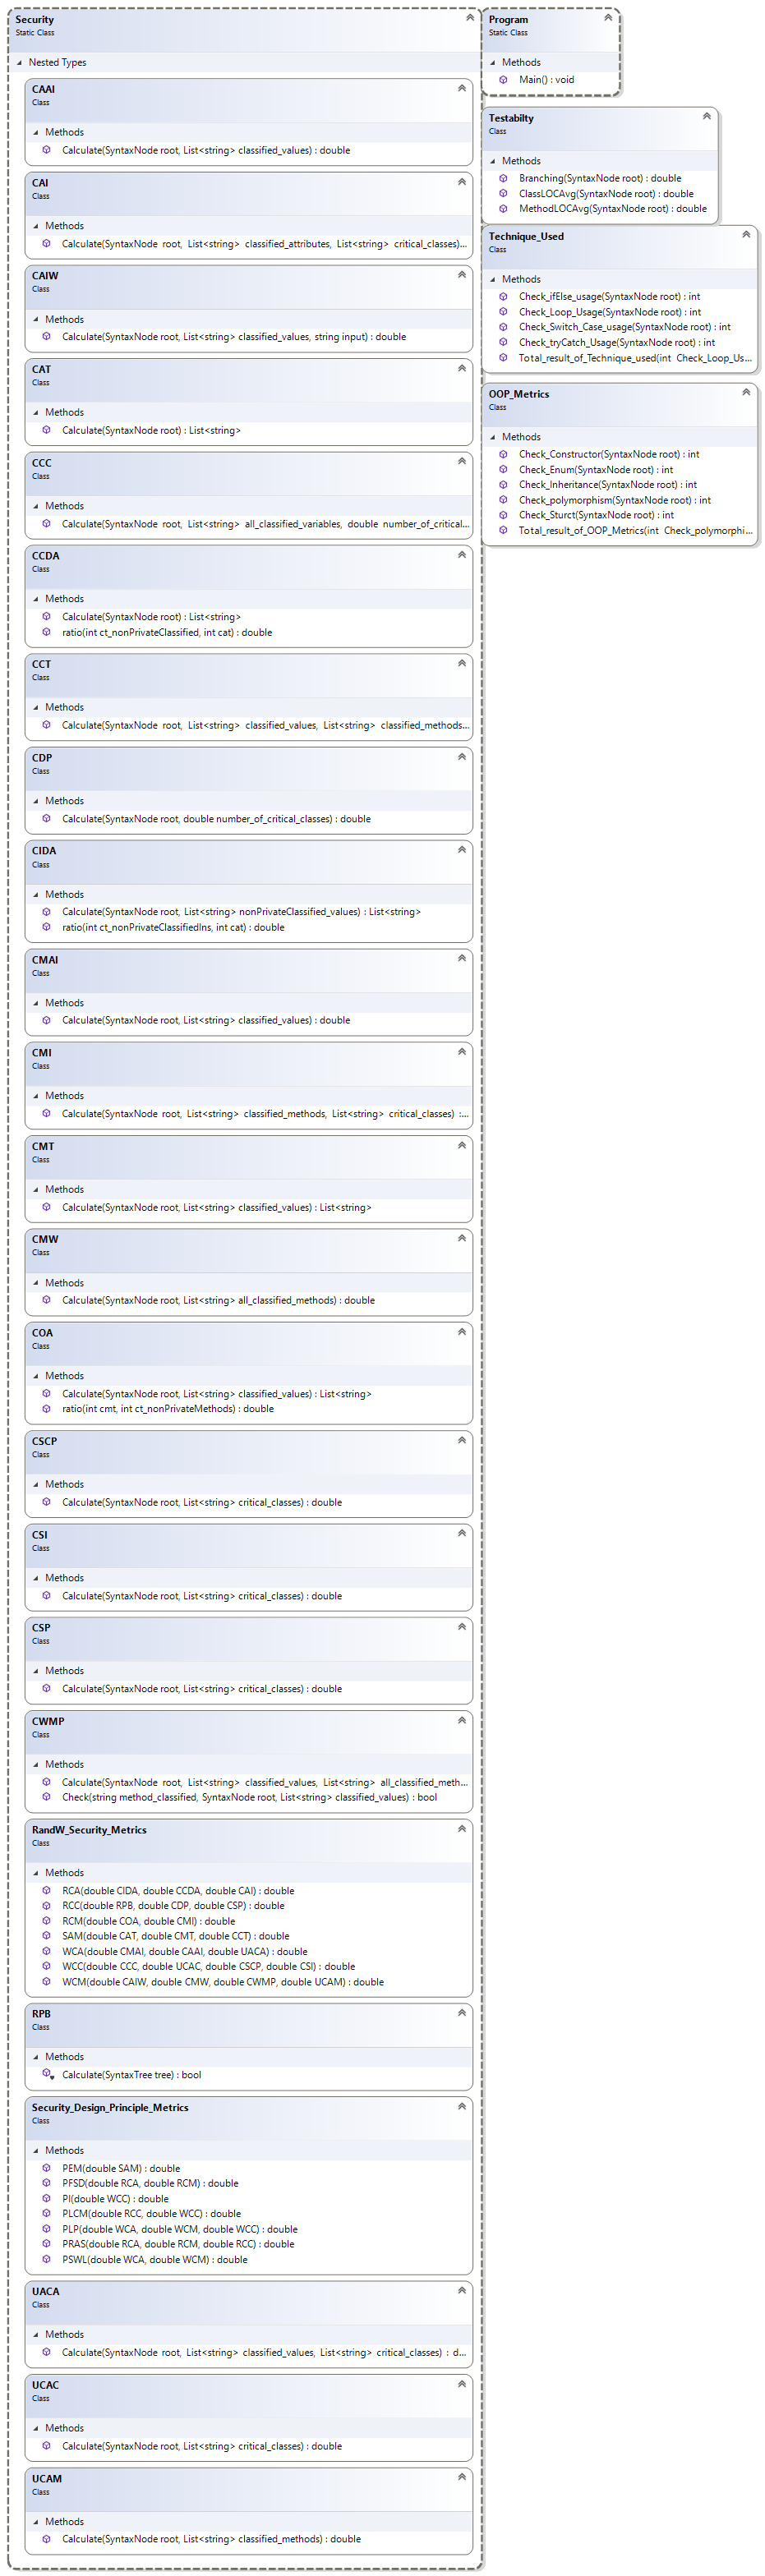 Security
Static Class
Nested Types
CAAI
Class
Methods
Calculate(SyntaxNode root, List<string> classified_values) : double
CAI
Class
Methods
Calculate(SyntaxNode root, List<string> classified_attributes, List<string> critical_classes)...
CAIW
Class
Methods
Calculate(SyntaxNode root, List<string> classified_values, string input) : double
CAT
Class
Methods
Calculate(SyntaxNode root) : List<string>
CCC
Class
Methods
Calculate(SyntaxNode root, List<string> all_classified_variables, double number_of_critical...
CCDA
Class
Methods
Calculate(SyntaxNode root) : List<string>
ratio(int ct_nonPrivateClassified, int cat) : double
CCT
Class
Methods
Calculate(SyntaxNode root, List<string> classified_values, List<string> classified_methods...
CDP
Class
Methods
Calculate(SyntaxNode root, double number_of_critical_classes) : double
CIDA
Class
Methods
Calculate(SyntaxNode root, List<string> nonPrivateClassified_values) : List<string>
ratio(int ct_nonPrivateClassifiedIns, int cat) : double
CMAI
Class
Methods
Calculate(SyntaxNode root, List<string> classified_values) : double
CMI
Class
Methods
Calculate(SyntaxNode root, List<string> classified_methods, List<string> critical_classes) :...
CMT
Class
Methods
Calculate(SyntaxNode root, List<string> classified_values) : List<string>
CMW
Class
Methods
Calculate(SyntaxNode root, List<string> all_classified_methods) : double
COA
Class
Methods
Calculate(SyntaxNode root, List<string> classified_values) : List<string>
ratio(int cmt, int ct_nonPrivateMethods) : double
CSCP
Class
Methods
Calculate(SyntaxNode root, List<string> critical_classes) : double
CSI
Class
Methods
Calculate(SyntaxNode root, List<string> critical_classes) : double
CSP
Class
Methods
Calculate(SyntaxNode root, List<string> critical_classes) : double
CWMP
Class
Methods
Calculate(SyntaxNode root, List<string> classified_values, List<string> all_classified_meth...
Check(string method_classified, SyntaxNode root, List<string> classified_values) : bool
RandW_Security_Metrics
Class
Methods
RCA(double CIDA, double CCDA, double CAI) : double
RCC(double RPB, double CDP, double CSP) : double
RCM(double COA, double CMI) : double
SAM(double CAT, double CMT, double CCT) : double
WCA(double CMAI, double CAAI, double UACA) : double
WCC(double CCC, double UCAC, double CSCP, double CSI) : double
WCM(double CAIW, double CMW, double CWMP, double UCAM) : double
RPB
Class
Methods
Calculate(SyntaxTree tree) : bool
Security_Design_Principle_Metrics
Class
Methods
PEM(double SAM) : double
PFSD(double RCA, double RCM) : double
PI(double WCC) : double
PLCM(double RCC, double WCC) : double
PLP(double WCA, double WCM, double WCC) : double
PRAS(double RCA, double RCM, double RCC) : double
PSWL(double WCA, double WCM) : double
UACA
Class
Methods
Calculate(SyntaxNode root, List<string> classified_values, List<string> critical_classes) : d...
UCAC
Class
Methods
Calculate(SyntaxNode root, List<string> critical_classes) : double
UCAM
Class
Methods
Calculate(SyntaxNode root, List<string> classified_methods) : double
Program
Static Class
Methods
Main() : void
Testabilty
Class
Methods
Branching(SyntaxNode root) : double
ClassLOCAvg(SyntaxNode root) : double
MethodLOCAvg(SyntaxNode root) : double
Technique_Used
Class
Methods
Check_ifElse_usage(SyntaxNode root) : int
Check_Loop_Usage(SyntaxNode root) : int
Check_Switch_Case_usage(SyntaxNode root) : int
Check_tryCatch_Usage(SyntaxNode root) : int
Total_result_of_Technique_used(int Check_Loop_Us...
OOP_Metrics
Class
Methods
Check_Constructor(SyntaxNode root) : int
Check_Enum(SyntaxNode root) : int
Check_Inheritance(SyntaxNode root) : int
Check_polymorphism(SyntaxNode root) : int
Check_Sturct(SyntaxNode root) : int
Total_result_of_OOP_Metrics(int Check_polymorphi...